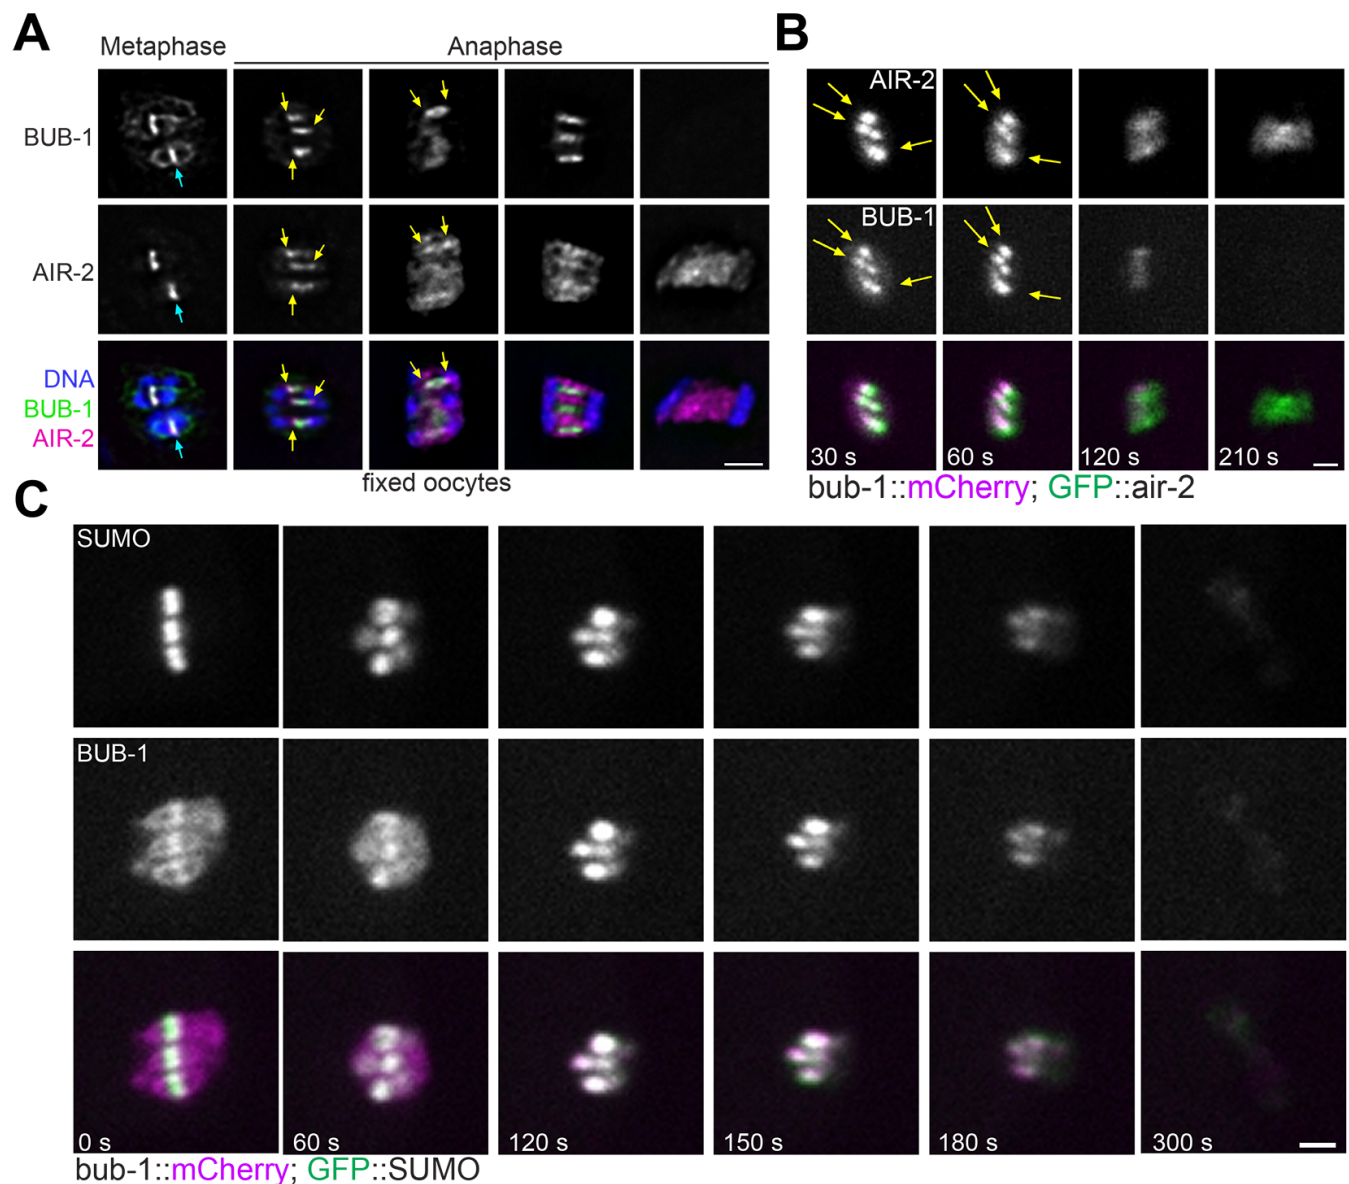 A
Metaphase
Anaphase
BUB-1
AIR-2
DNA
BUB-1
AIR-2
fixed oocytes
B
AIR-2
BUB-1
30 s
60 s
120 s
210 s
bub-1::mCherry; GFP::air-2
C
SUMO
BUB-1
0 s
60 s
120 s
150 s
180 s
300 s
bub-1::mCherry; GFP::SUMO